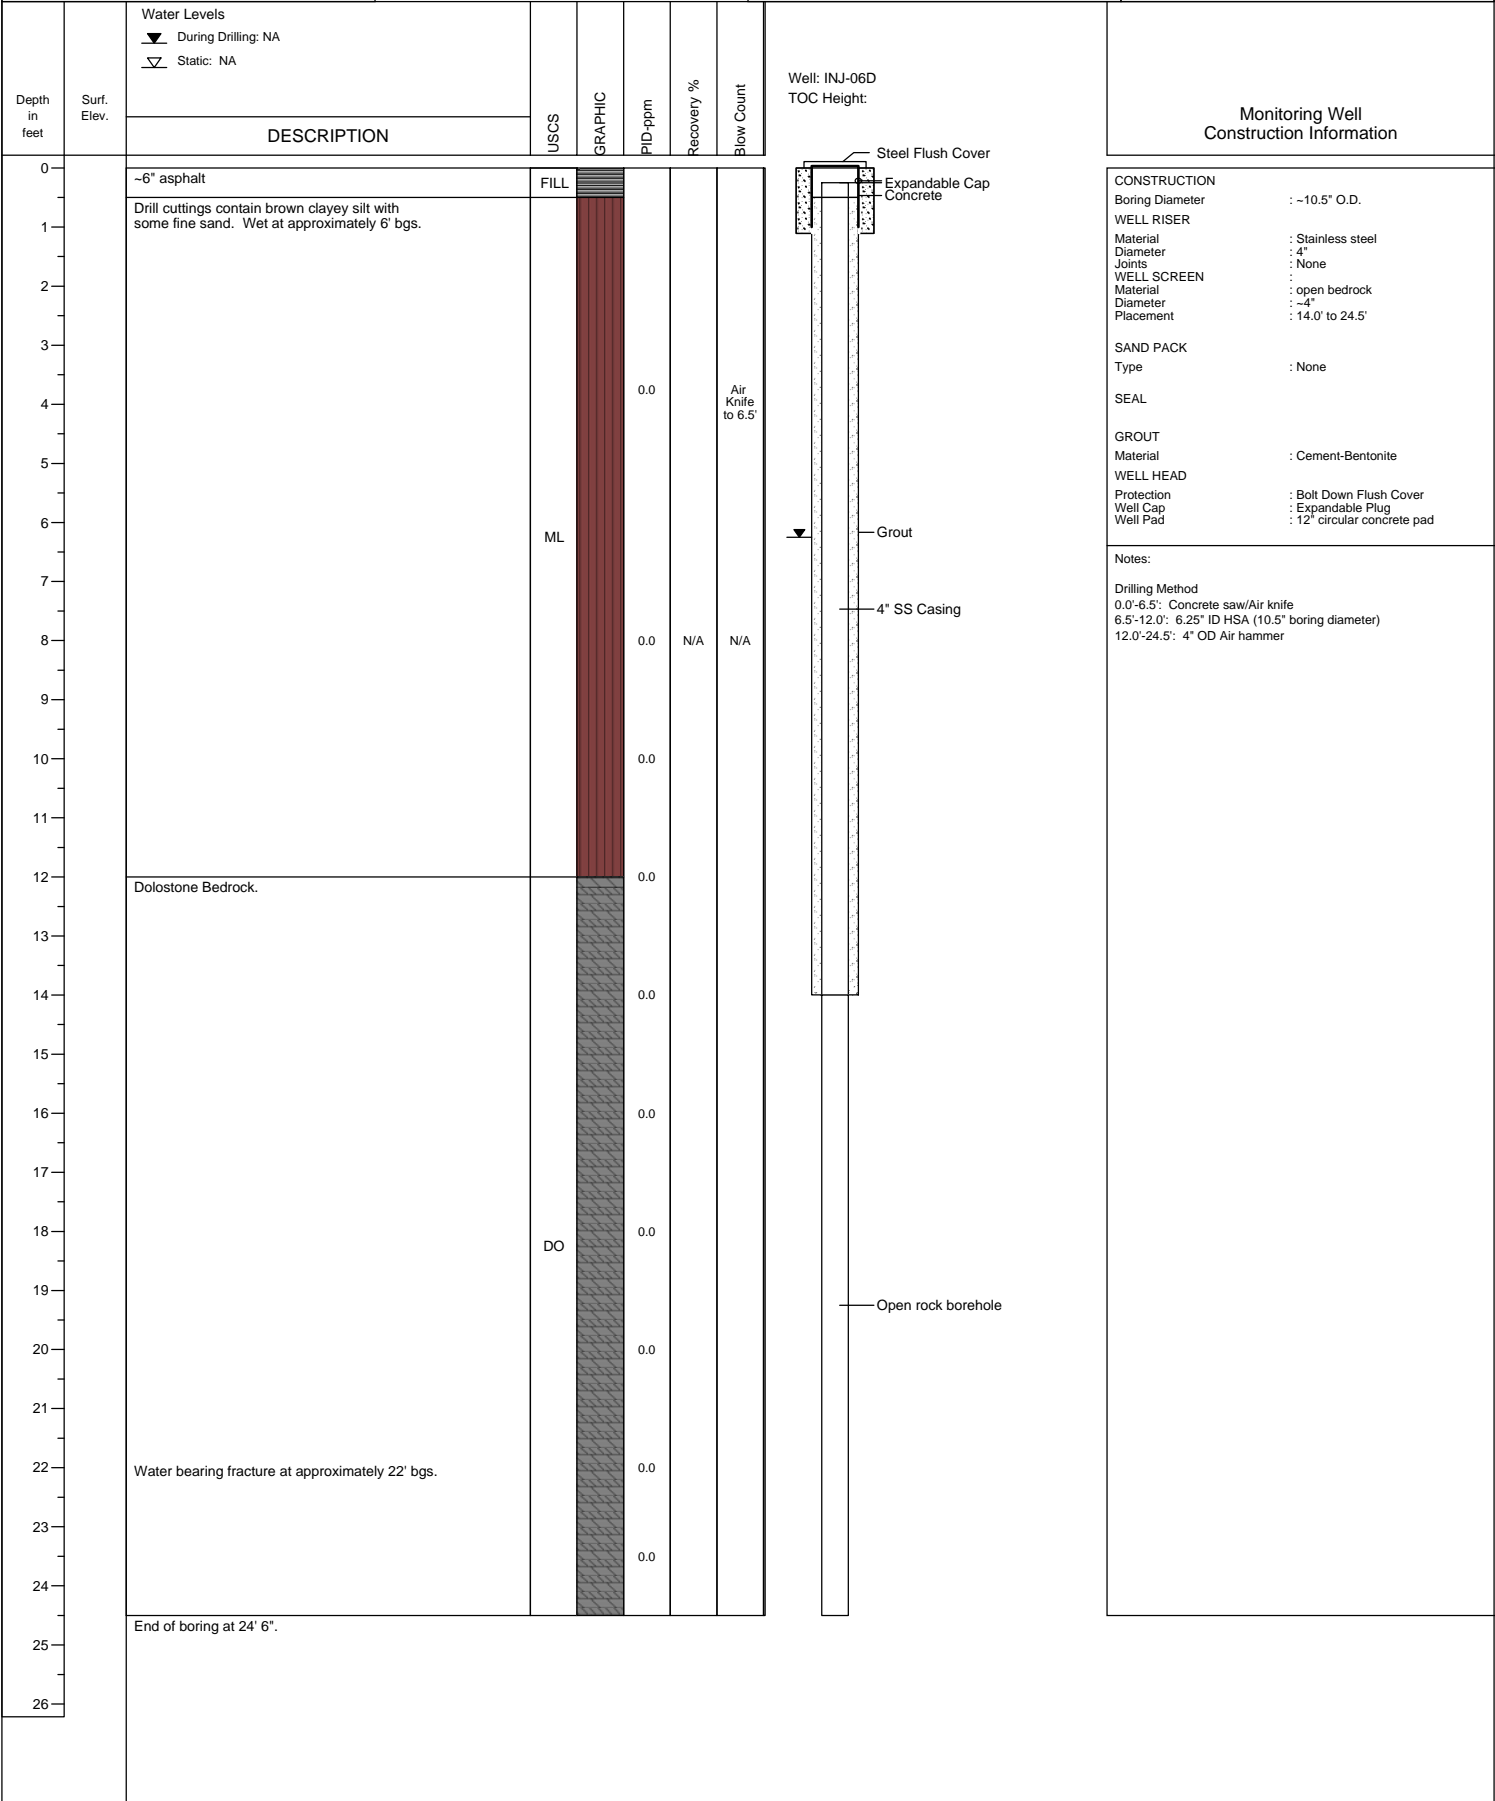 Water Levels
During Drilling: NA
Static: NA
Depth
in
feet
Surf.
Elev.
DESCRIPTION
USCS
GRAPHIC
PID-ppm
Recovery %
Blow Count
Well: INJ-06D
TOC Height:
Monitoring Well
Construction Information
0
1
2
3
4
5
6
7
8
9
10
11
12
13
14
15
16
17
18
19
20
21
22
23
24
25
26
~6" asphalt
Drill cuttings contain brown clayey silt with
some fine sand. Wet at approximately 6' bgs.
Dolostone Bedrock.
Water bearing fracture at approximately 22' bgs.
End of boring at 24' 6".
FILL
ML
DO
0.0
0.0
0.0
0.0
0.0
0.0
0.0
0.0
0.0
0.0
N/A
Air
Knife
to 6.5'
N/A
Steel Flush Cover
Expandable Cap
Concrete
Grout
4" SS Casing
Open rock borehole
CONSTRUCTION
Boring Diameter : ~10.5" O.D.
WELL RISER
Material : Stainless steel
Diameter : 4"
Joints : None
WELL SCREEN :
Material : open bedrock
Diameter : ~4"
Placement : 14.0' to 24.5'
SAND PACK
Type : None
SEAL
GROUT
Material : Cement-Bentonite
WELL HEAD
Protection : Bolt Down Flush Cover
Well Cap : Expandable Plug
Well Pad : 12" circular concrete pad
Notes:
Drilling Method
0.0'-6.5': Concrete saw/Air knife
6.5'-12.0': 6.25" ID HSA (10.5" boring diameter)
12.0'-24.5': 4" OD Air hammer